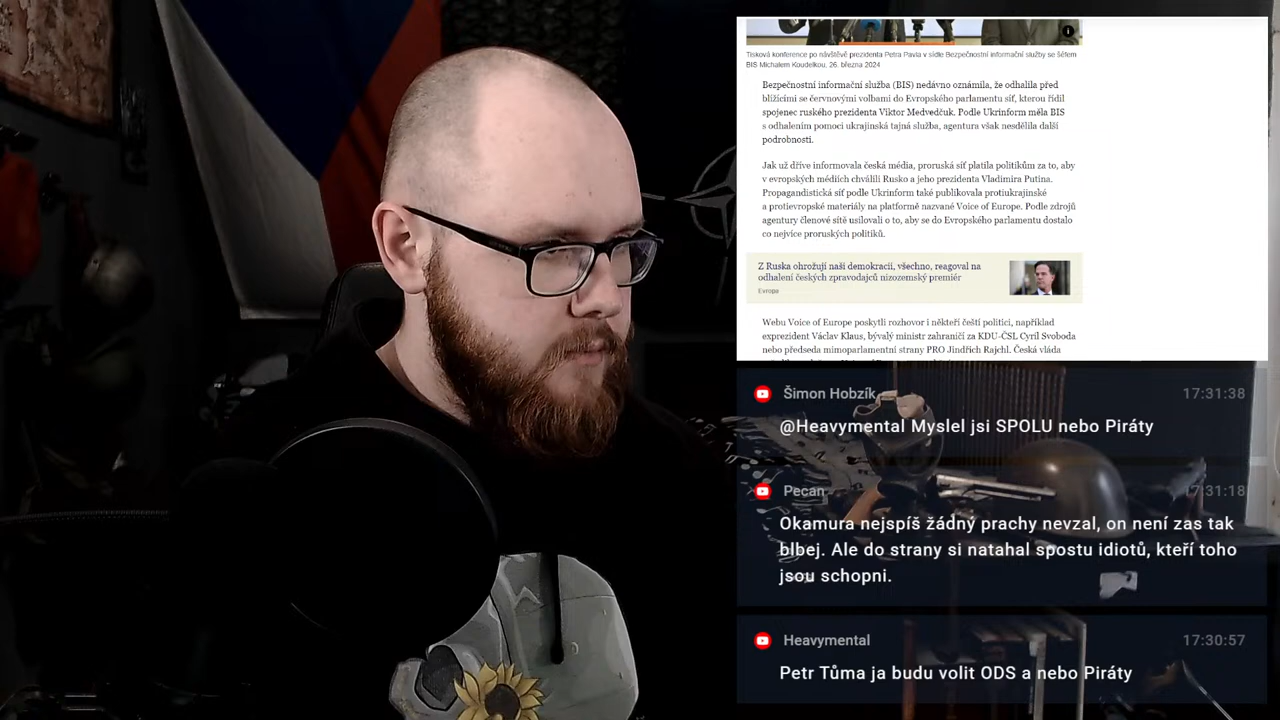 Tisková konference po návštěvě prezidenta Petra Pavla v sídle Bezpečnostní informační služby se šéfem
BIS Michalem Koudelkou, 26. března 2024
Bezpečnostní informační služba (BIS) nedávno oznámila, že odhalila před
blížícími se červnovými volbami do Evropského parlamentu síť, kterou řídil
spojenec ruského prezidenta Viktor Medvedčuk. Podle Ukrinform měla BIS
s odhalením pomoci ukrajinská tajná služba, agentura však nesdělila další
podrobnosti.
Jak už dříve informovala česká média, proruská síť platila politikům za to, aby
v evropských médiích chválili Rusko a jeho prezidenta Vladimira Putina.
Propagandistická síť podle Ukrinform také publikovala protiukrajinské
a protievropské materiály na platformě nazvané Voice of Europe. Podle zdrojů
agentury členové sítě usilovali o to, aby se do Evropského parlamentu dostalo
co nejvíce proruských politiků.
Z Ruska ohrožují naši demokracii, všechno, reagoval na
odhalení českých zpravodajců nizozemský premiér
Evropa
Webu Voice of Europe poskytli rozhovor i někteří čeští politici, například
exprezident Václav Klaus, bývalý ministr zahraničí za KDU-ČSL Cyril Svoboda
nebo předseda mimoparlamentní strany PRO Jindřich Rajchl. Česká vláda
Šimon Hobzík 17:31:38
@Heavymental Myslel jsi SPOLU nebo Piráty
Pecan 17:31:18
Okamura nejspíš žádný prachy nevzal, on není zas tak
blbej. Ale do strany si natahal spostu idiotů, kteří toho
jsou schopni.
Heavymental 17:30:57
Petr Tůma ja budu volit ODS a nebo Piráty